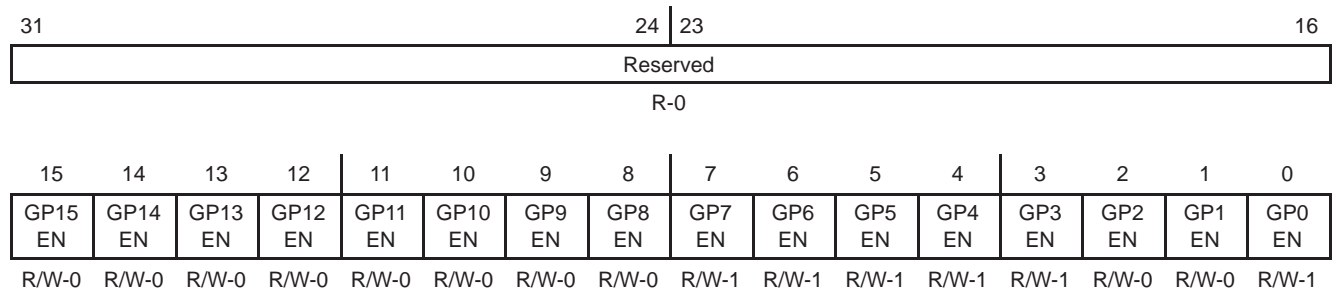 31 24 23 16
Reserved
R-0
15 14 13 12 11 10 9 8 7 6 5 4 3 2 1 0
GP15 GP14 GP13 GP12 GP11 GP10 GP9 GP8 GP7 GP6 GP5 GP4 GP3 GP2 GP1 GP0
EN EN EN EN EN EN EN EN EN EN EN EN EN EN EN EN
R/W-0 R/W-0 R/W-0 R/W-0 R/W-0 R/W-0 R/W-0 R/W-0 R/W-1 R/W-1 R/W-1 R/W-1 R/W-1 R/W-0 R/W-0 R/W-1